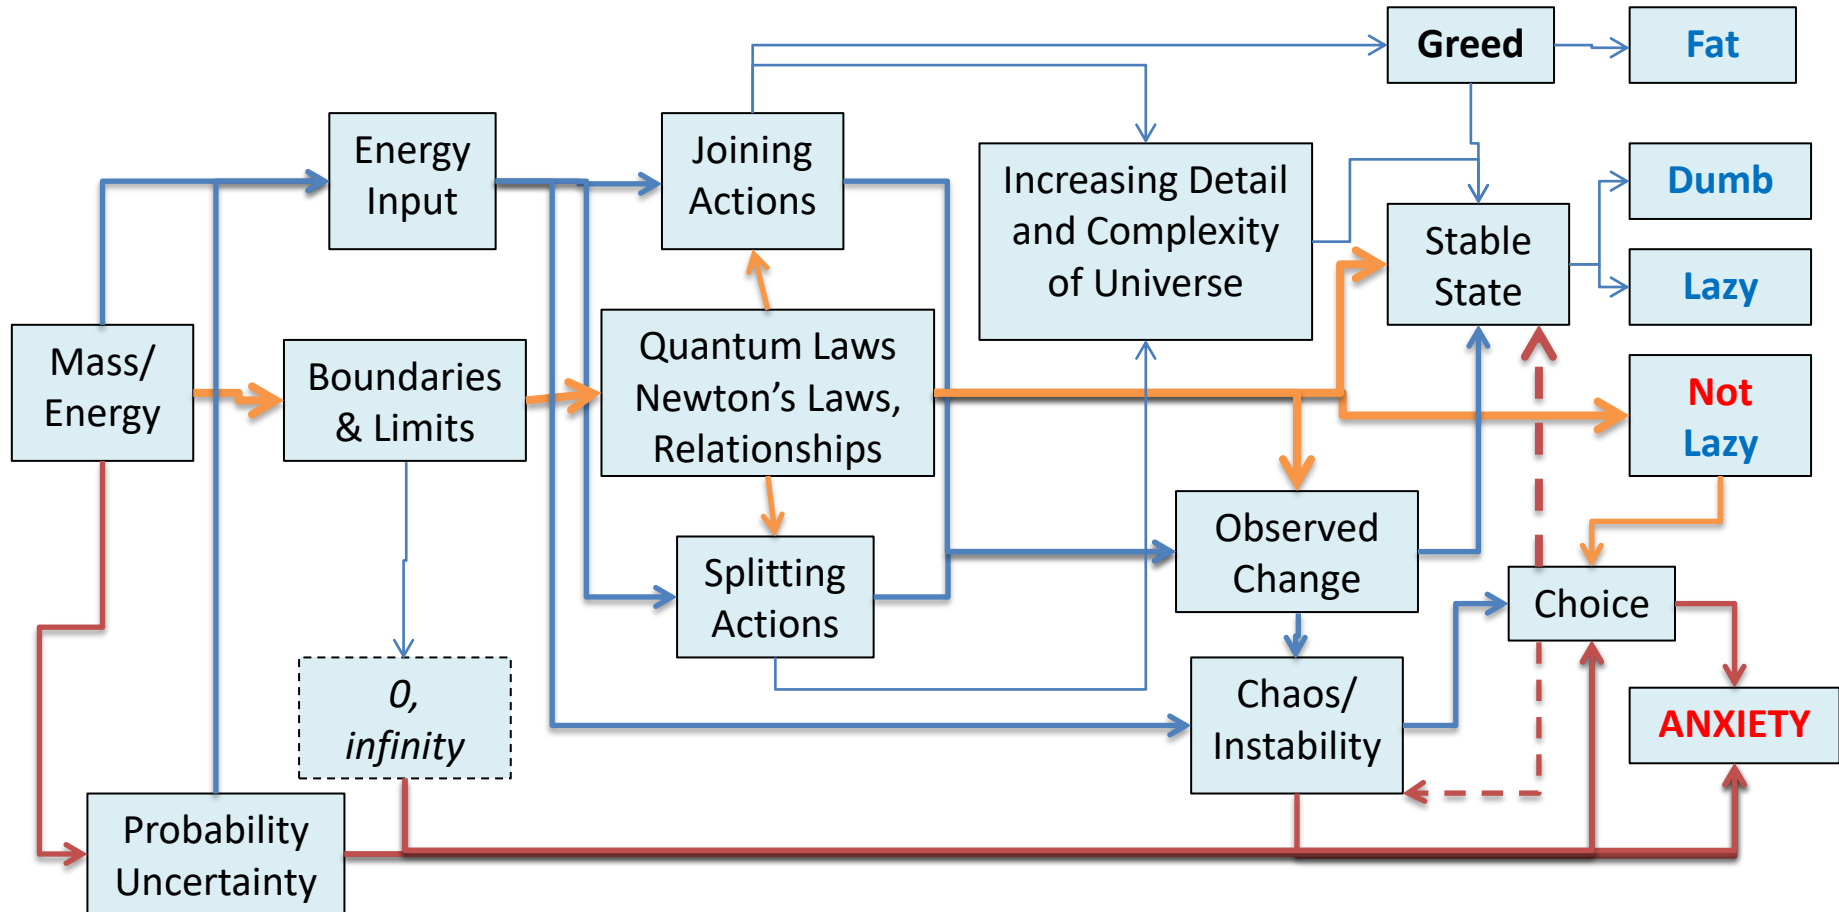 Greed
Fat
Energy
Input
Joining
Actions
Increasing Detail
and Complexity
of Universe
Dumb
Stable
State
Lazy
Mass/
Energy
Boundaries
& Limits
Quantum Laws
Newton’s Laws,
Relationships
Not
Lazy
Observed
Change
Splitting
Actions
Choice
0,
infinity
Chaos/
Instability
ANXIETY
Probability
Uncertainty